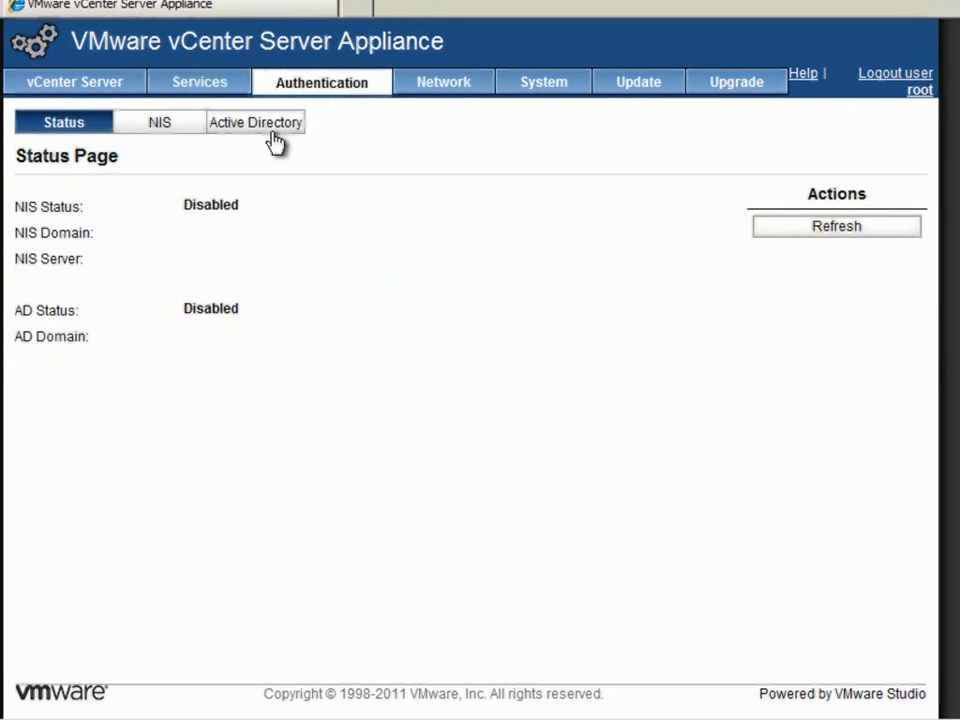 VMware vCenter Server Appliance
VMware vCenter Server Appliance
vCenter Server Services Authentication Network System Update Upgrade Help | Logout user root
Status NIS Active Directory
Status Page
Actions
NIS Status: Disabled
Refresh
NIS Domain:
NIS Server:
AD Status: Disabled
AD Domain:
vmware Copyright © 1998-2011 VMware, Inc. All rights reserved. Powered by VMware Studio